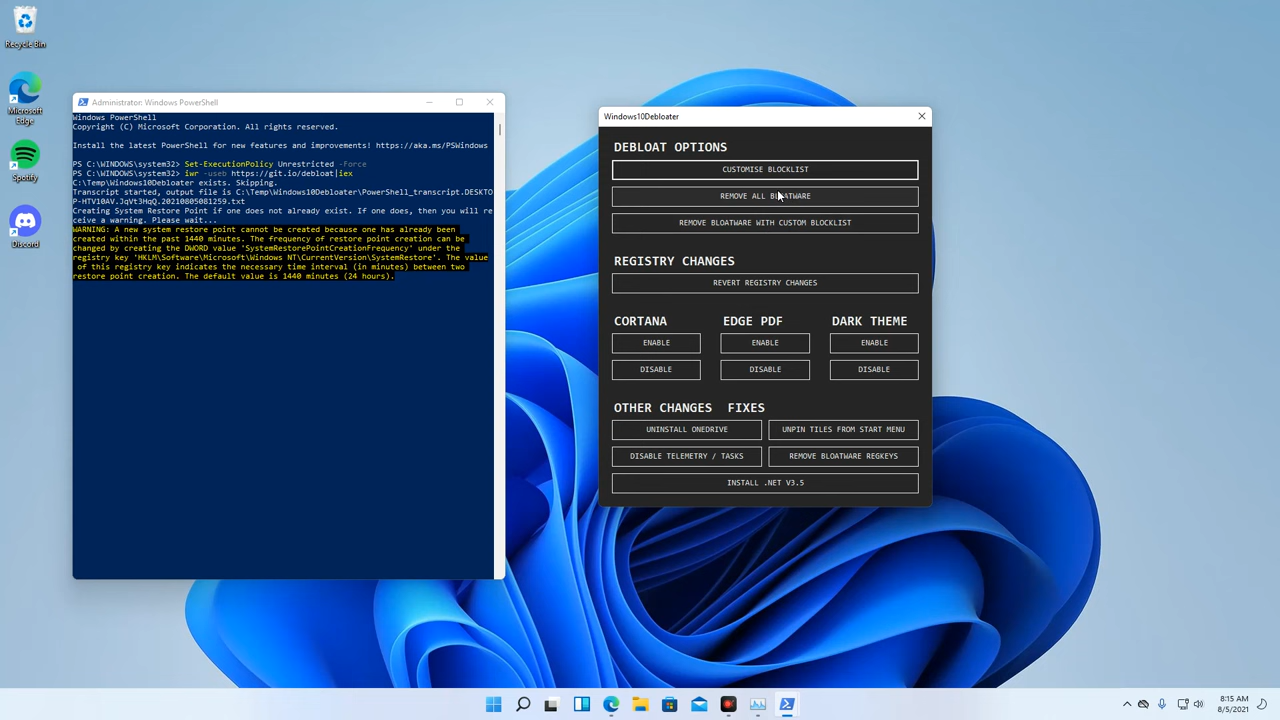 Recycle Bin
Microsoft
Edge
Spotify
Discord
Administrator: Windows PowerShell
Windows PowerShell
Copyright (C) Microsoft Corporation. All rights reserved.
Install the latest PowerShell for new features and improvements! https://aka.ms/PSWindows
PS C:\WINDOWS\system32> Set-ExecutionPolicy Unrestricted -Force
PS C:\WINDOWS\system32> iwr -useb https://git.io/debloat|iex
C:\Temp\Windows10Debloater exists. Skipping.
Transcript started, output file is C:\Temp\Windows10Debloater\PowerShell_transcript.DESKTO
P-HTV10AV.JqVt3HqQ.20210805081459.txt
Creating System Restore Point if one does not already exist. If one does, then you will re
ceive a warning. Please wait...
WARNING: A new system restore point cannot be created because one has already been
created within the past 1440 minutes. The frequency of restore point creation can be
changed by creating the DWORD value 'SystemRestorePointCreationFrequency' under the
registry key 'HKLM\Software\Microsoft\Windows NT\CurrentVersion\SystemRestore'. The value
of this registry key indicates the necessary time interval (in minutes) between two
restore point creation. The default value is 1440 minutes (24 hours).
Windows10Debloater
DEBLOAT OPTIONS
CUSTOMISE BLOCKLIST
REMOVE ALL BLOATWARE
REMOVE BLOATWARE WITH CUSTOM BLOCKLIST
REGISTRY CHANGES
REVERT REGISTRY CHANGES
CORTANA EDGE PDF DARK THEME
ENABLE ENABLE ENABLE
DISABLE DISABLE DISABLE
OTHER CHANGES FIXES
UNINSTALL ONEDRIVE UNPIN TILES FROM START MENU
DISABLE TELEMETRY / TASKS REMOVE BLOATWARE REGKEYS
INSTALL .NET V3.5
8:15 AM
8/5/2021